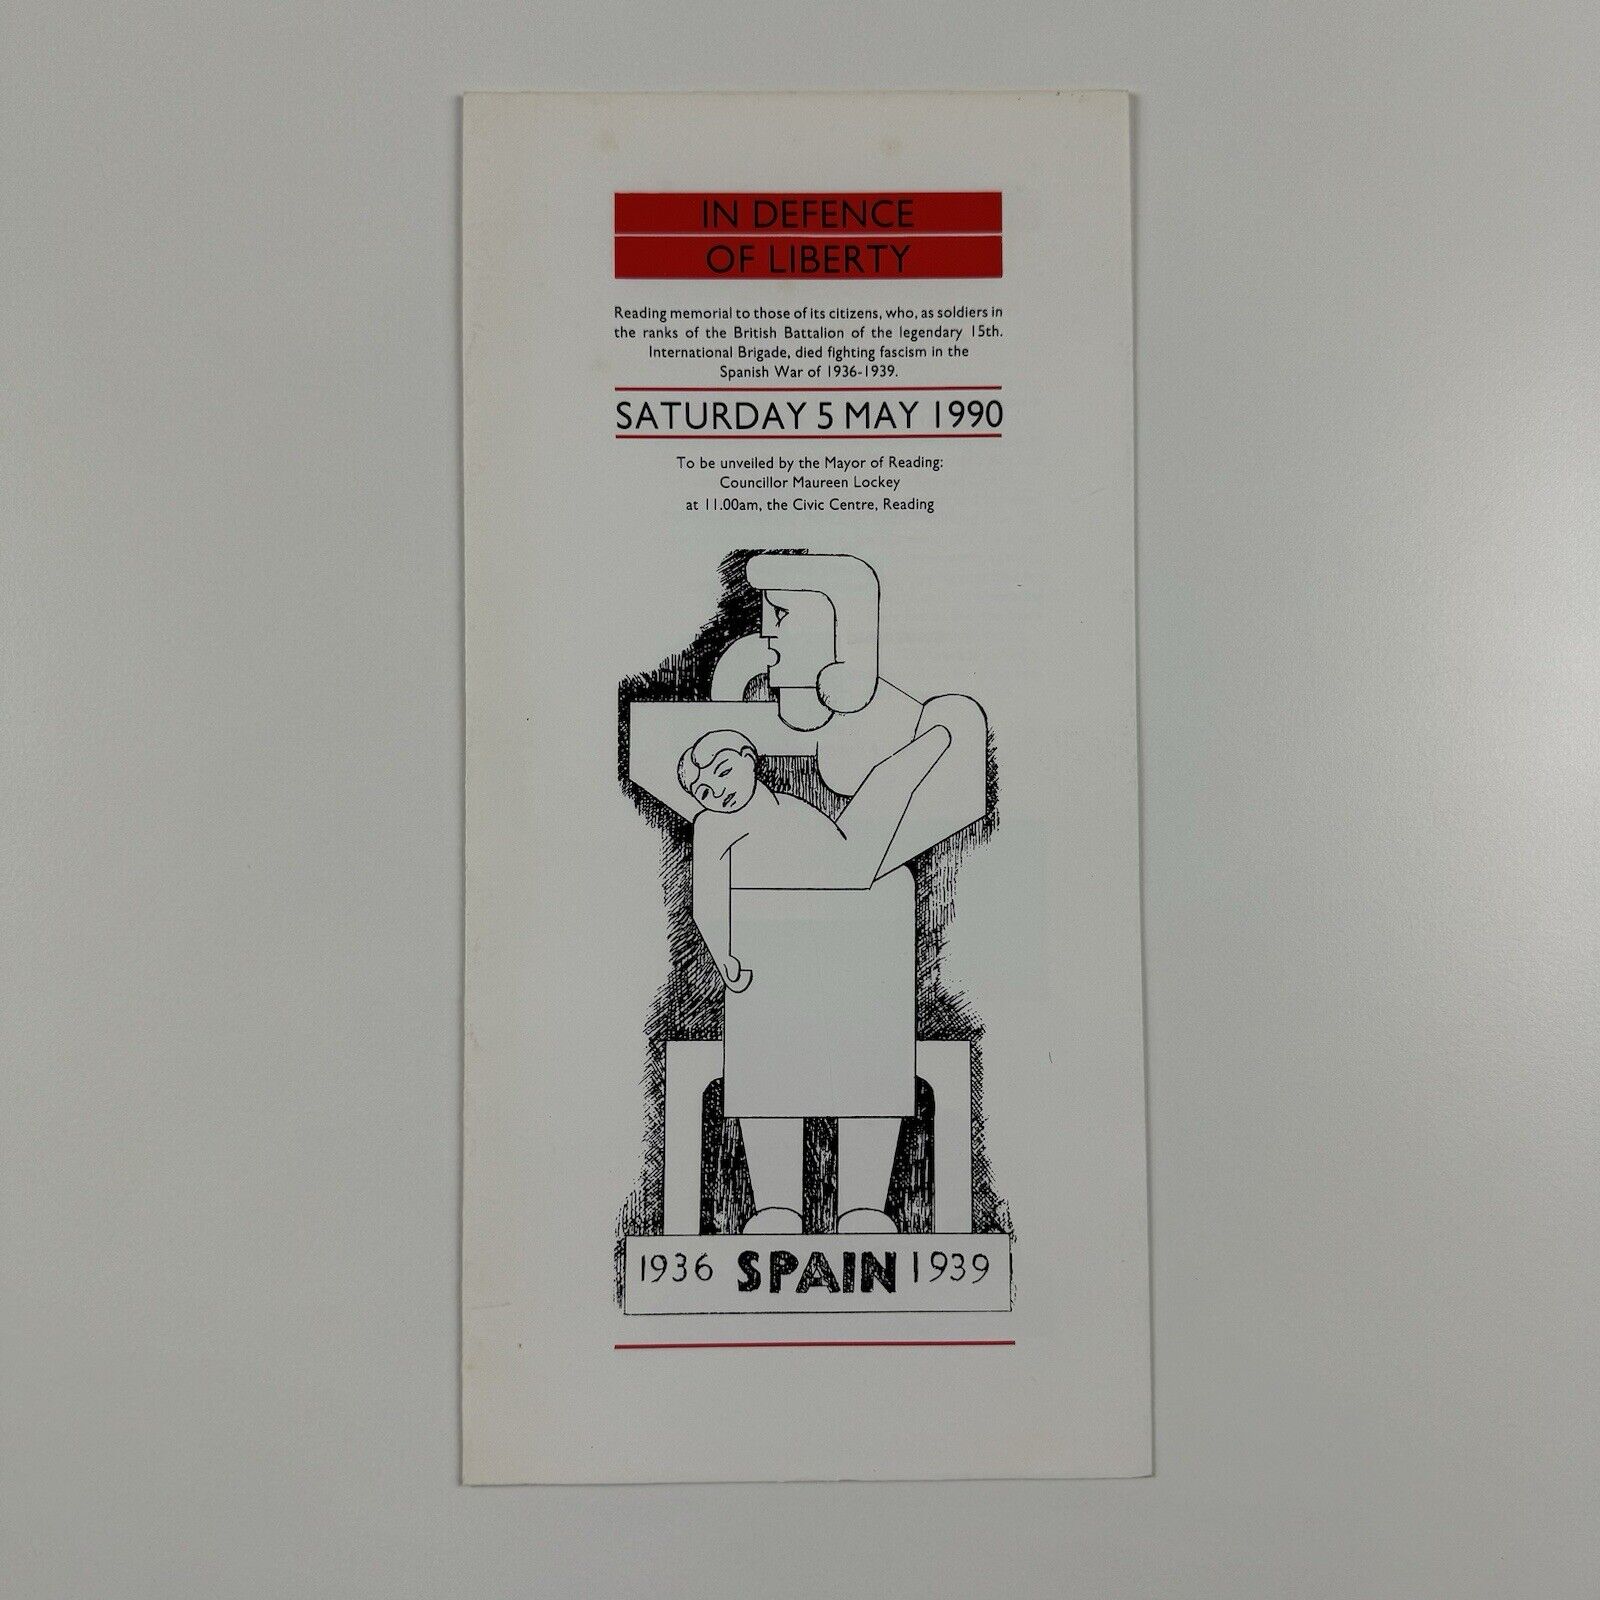 IN DEFENCE
OF LIBERTY
Reading memorial to those of its citizens, who, as soldiers in
the ranks of the British Battalion of the legendary 15th.
International Brigade, died fighting fascism in the
Spanish War of 1936-1939.
SATURDAY 5 MAY 1990
To be unveiled by the Mayor of Reading:
Councillor Maureen Lockey
at 11.00am, the Civic Centre, Reading
1936 SPAIN 1939